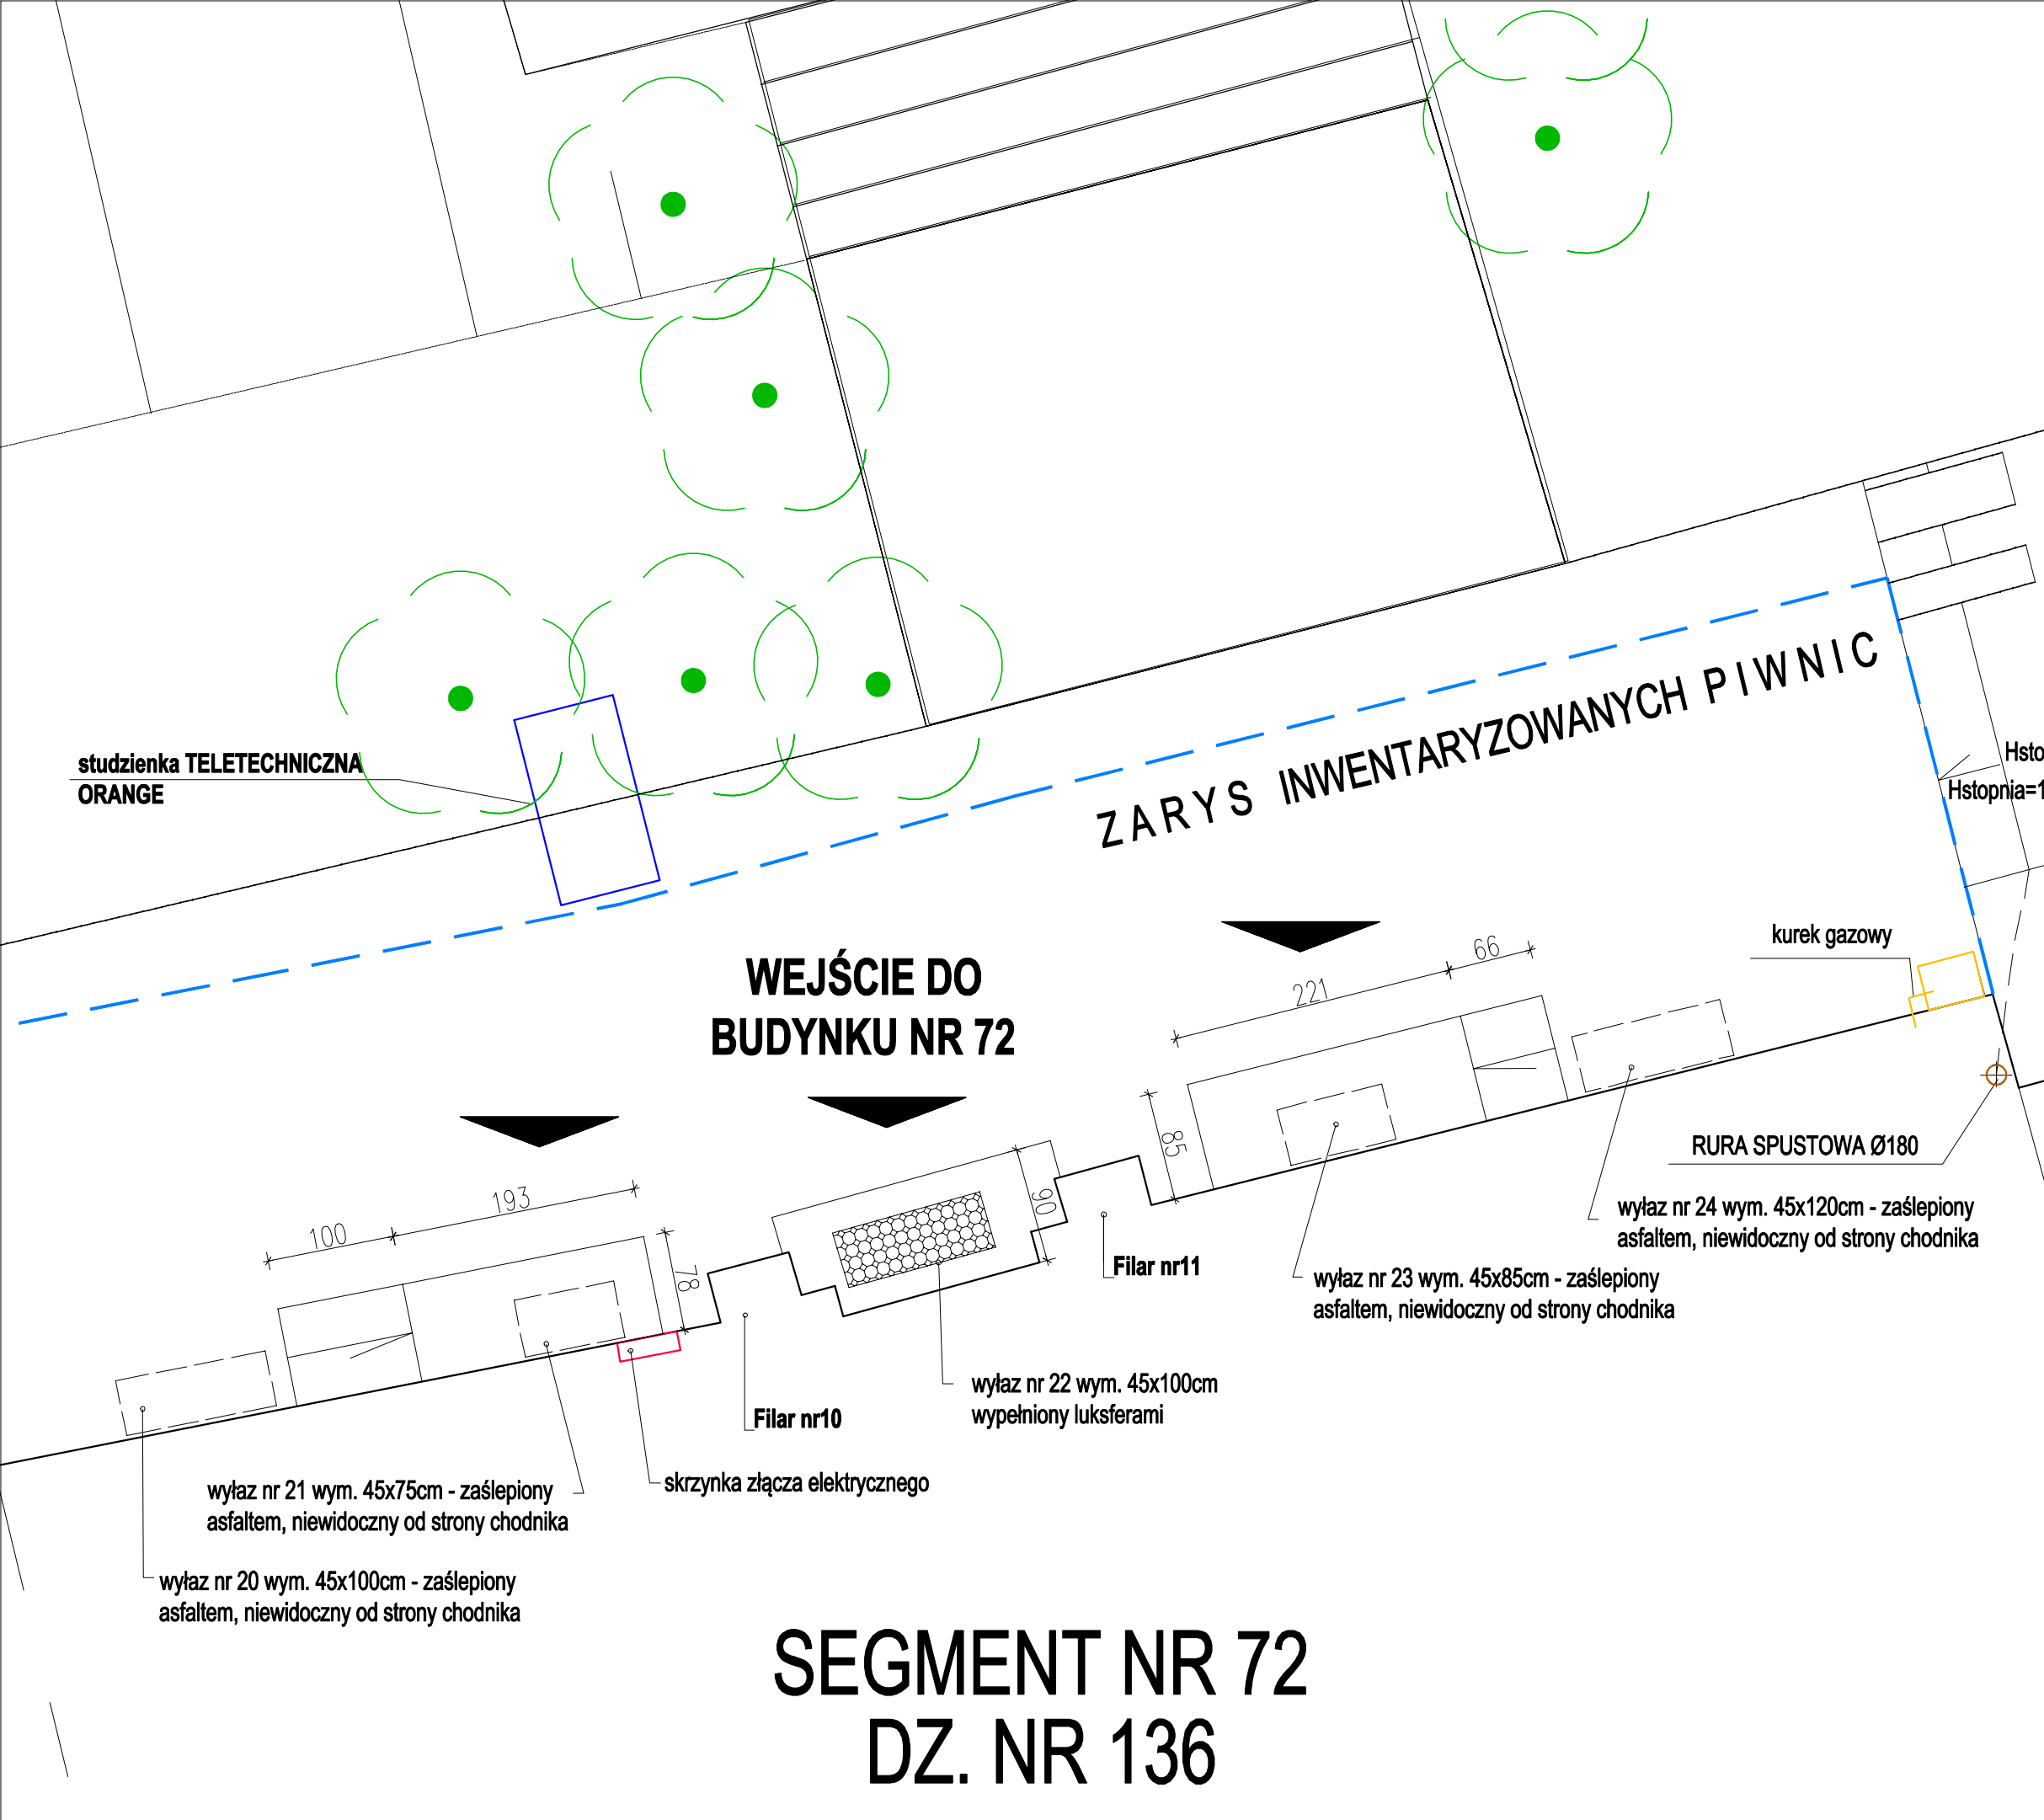 studzienka TELETECHNICZNA
ORANGE
ZARYS INWENTARYZOWANYCH PIWNIC
Hsto
Hstopnia=1
kurek gazowy
WEJŚCIE DO
BUDYNKU NR 72
66
221
85
193
100
78
90
RURA SPUSTOWA Ø180
wyłaz nr 24 wym. 45x120cm - zaślepiony
asfaltem, niewidoczny od strony chodnika
Filar nr11
wyłaz nr 23 wym. 45x85cm - zaślepiony
asfaltem, niewidoczny od strony chodnika
wyłaz nr 22 wym. 45x100cm
wypełniony luksferami
Filar nr10
skrzynka złącza elektrycznego
wyłaz nr 21 wym. 45x75cm - zaślepiony
asfaltem, niewidoczny od strony chodnika
wyłaz nr 20 wym. 45x100cm - zaślepiony
asfaltem, niewidoczny od strony chodnika
SEGMENT NR 72
DZ. NR 136